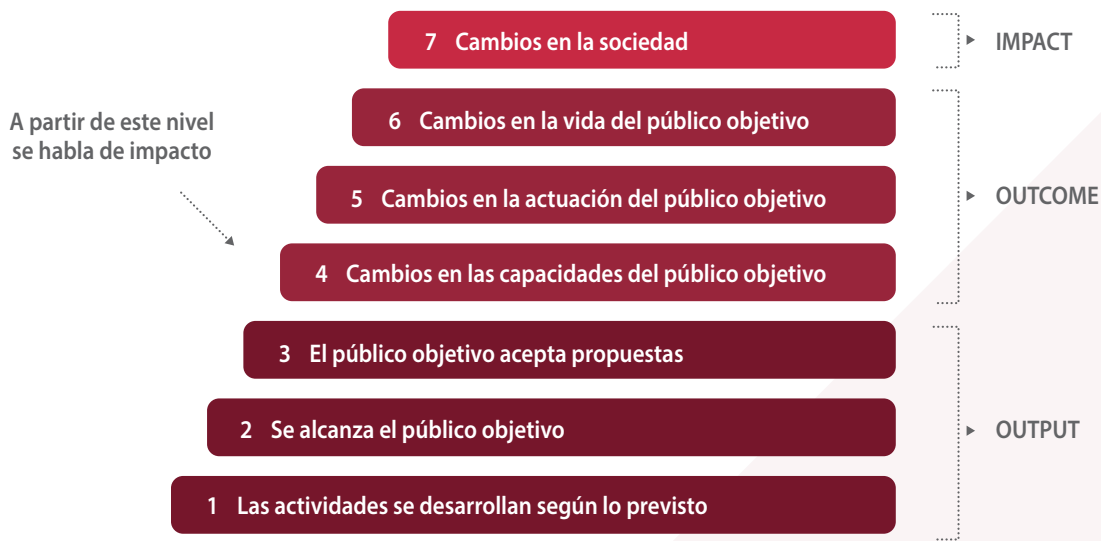 7 Cambios en la sociedad
IMPACT
A partir de este nivel
se habla de impacto
6 Cambios en la vida del público objetivo
5 Cambios en la actuación del público objetivo
OUTCOME
4 Cambios en las capacidades del público objetivo
3 El público objetivo acepta propuestas
2 Se alcanza el público objetivo
OUTPUT
1 Las actividades se desarrollan según lo previsto